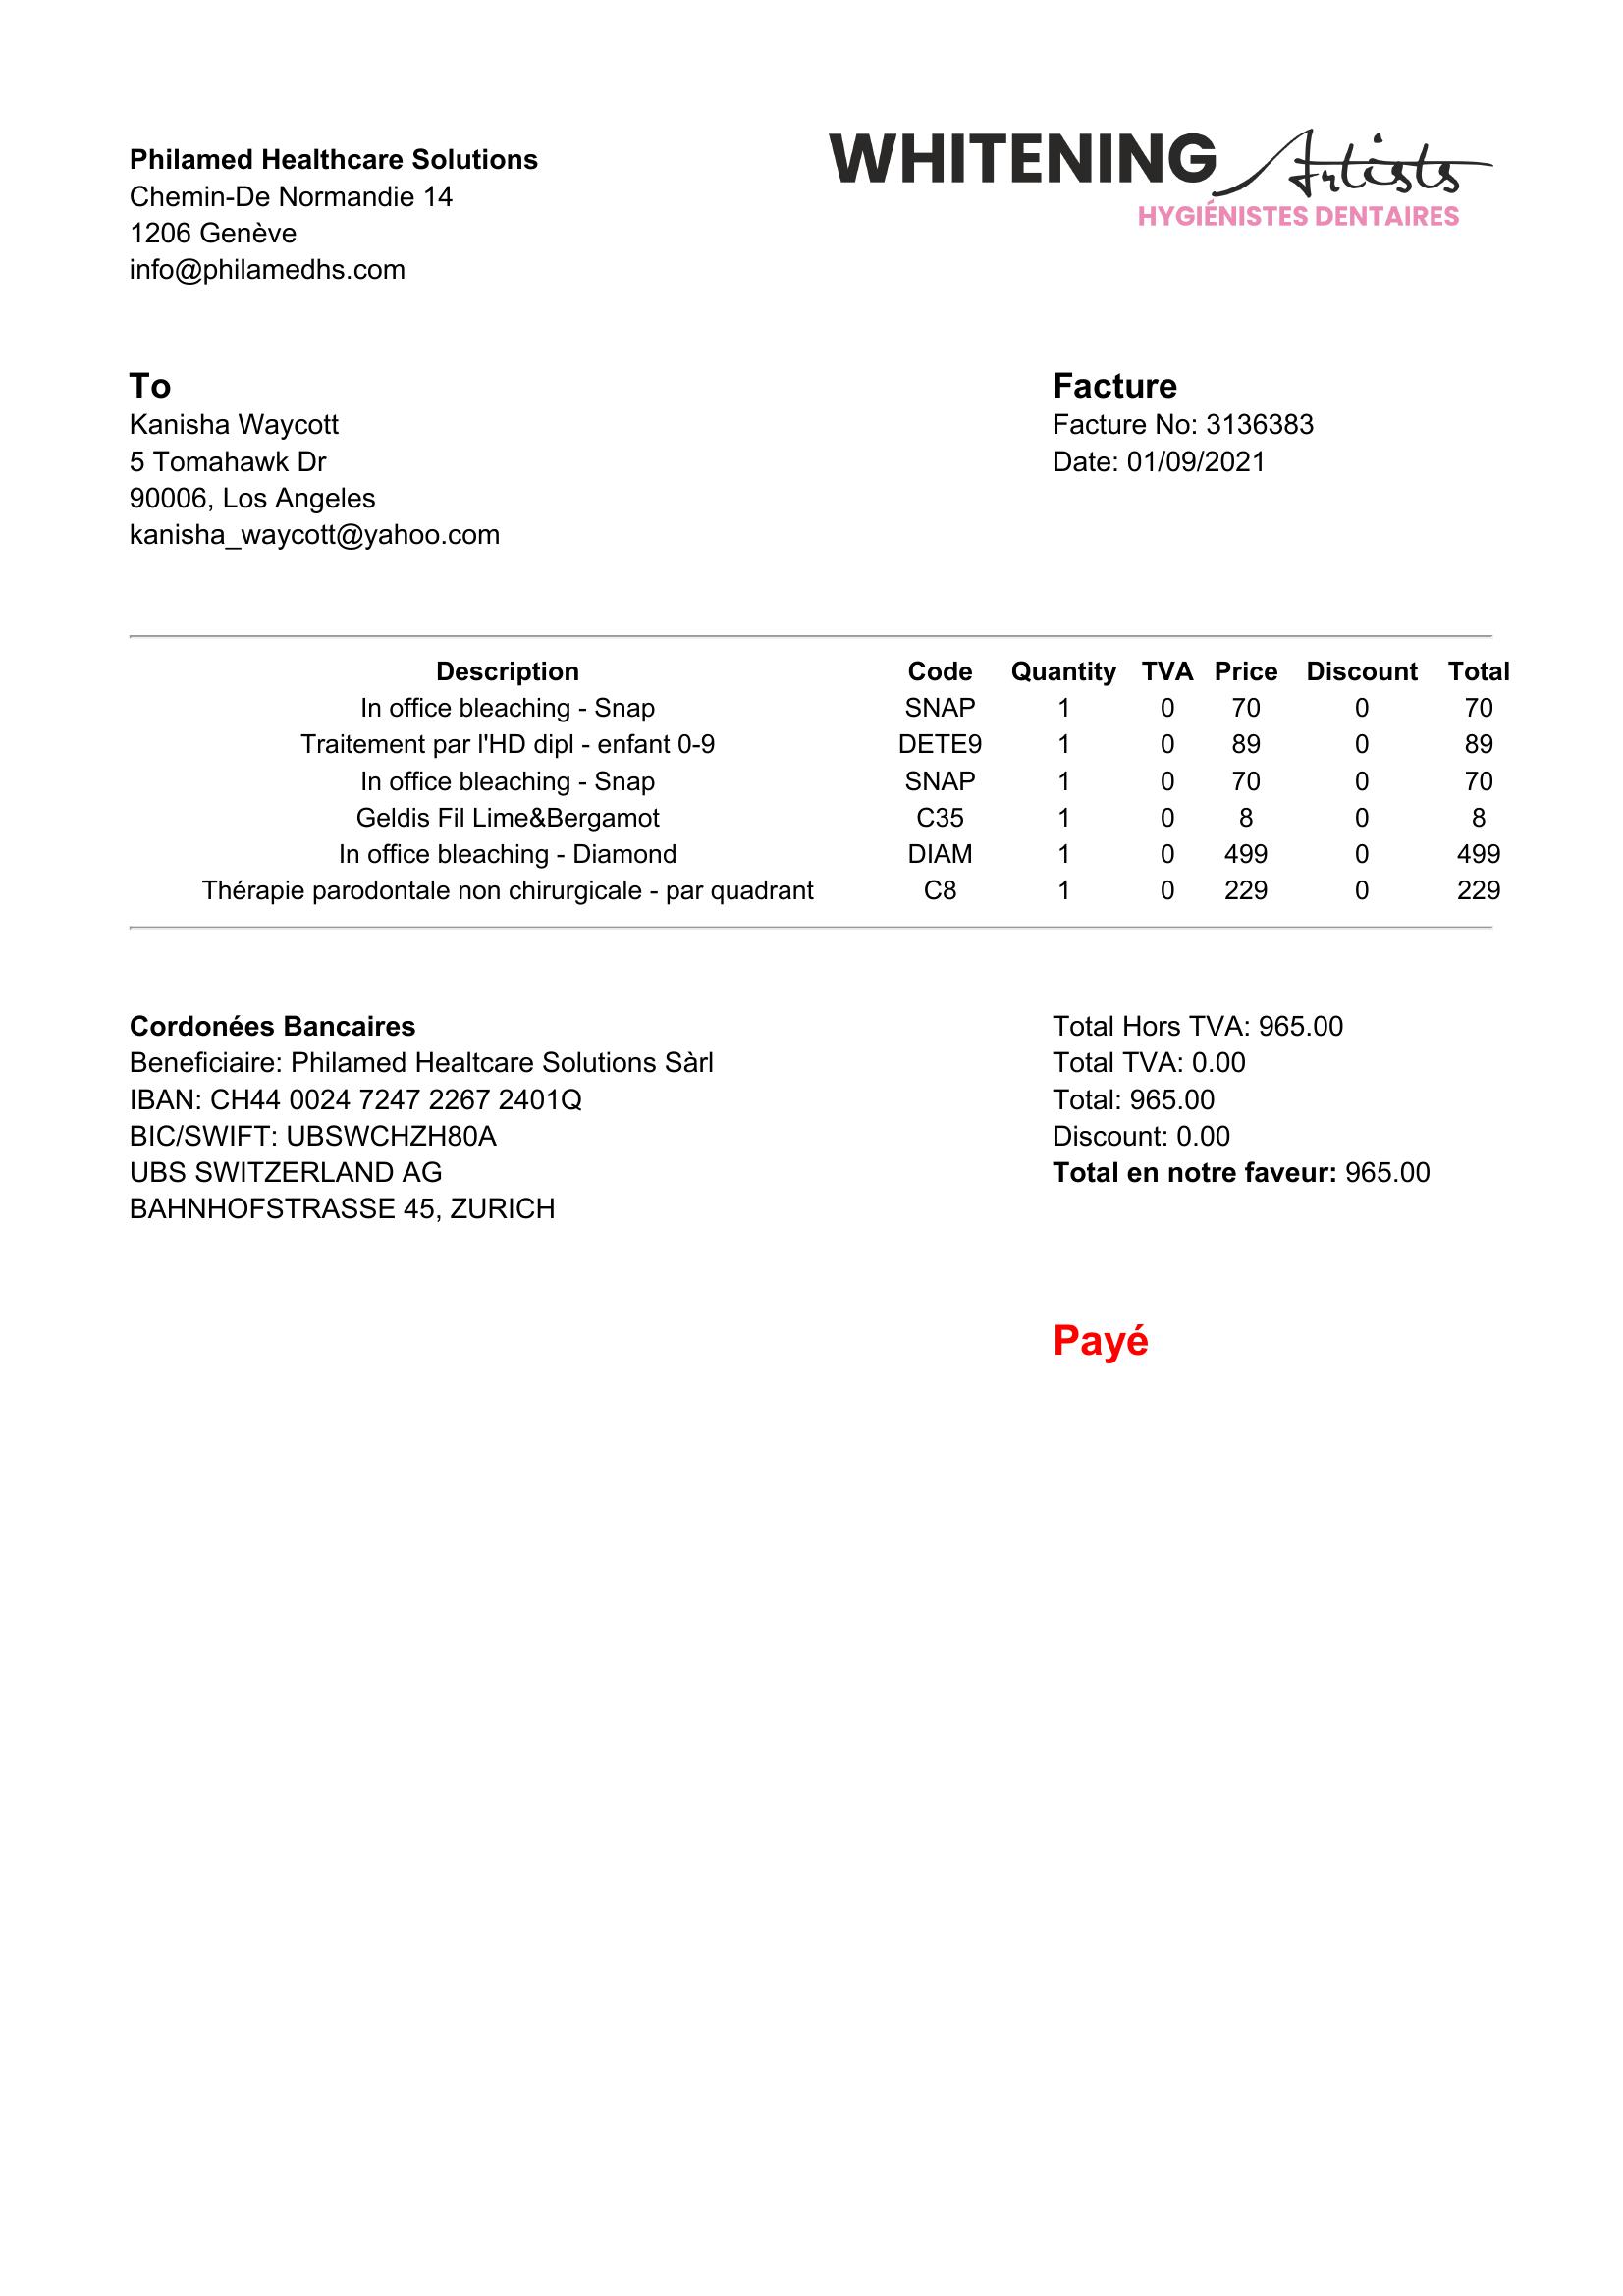 Philamed Healthcare Solutions
Chemin-De Normandie 14
1206 Genève
info@philamedhs.com
WHITENING Artists
HYGIÉNISTES DENTAIRES
To
Kanisha Waycott
5 Tomahawk Dr
90006, Los Angeles
kanisha_waycott@yahoo.com
Facture
Facture No: 3136383
Date: 01/09/2021
Description Code Quantity TVA Price Discount Total
In office bleaching - Snap SNAP 1 0 70 0 70
Traitement par l'HD dipl - enfant 0-9 DETE9 1 0 89 0 89
In office bleaching - Snap SNAP 1 0 70 0 70
Geldis Fil Lime&Bergamot C35 1 0 8 0 8
In office bleaching - Diamond DIAM 1 0 499 0 499
Thérapie parodontale non chirurgicale - par quadrant C8 1 0 229 0 229
Cordonées Bancaires
Beneficiaire: Philamed Healtcare Solutions Sàrl
IBAN: CH44 0024 7247 2267 2401Q
BIC/SWIFT: UBSWCHZH80A
UBS SWITZERLAND AG
BAHNHOFSTRASSE 45, ZURICH
Total Hors TVA: 965.00
Total TVA: 0.00
Total: 965.00
Discount: 0.00
Total en notre faveur: 965.00
Payé